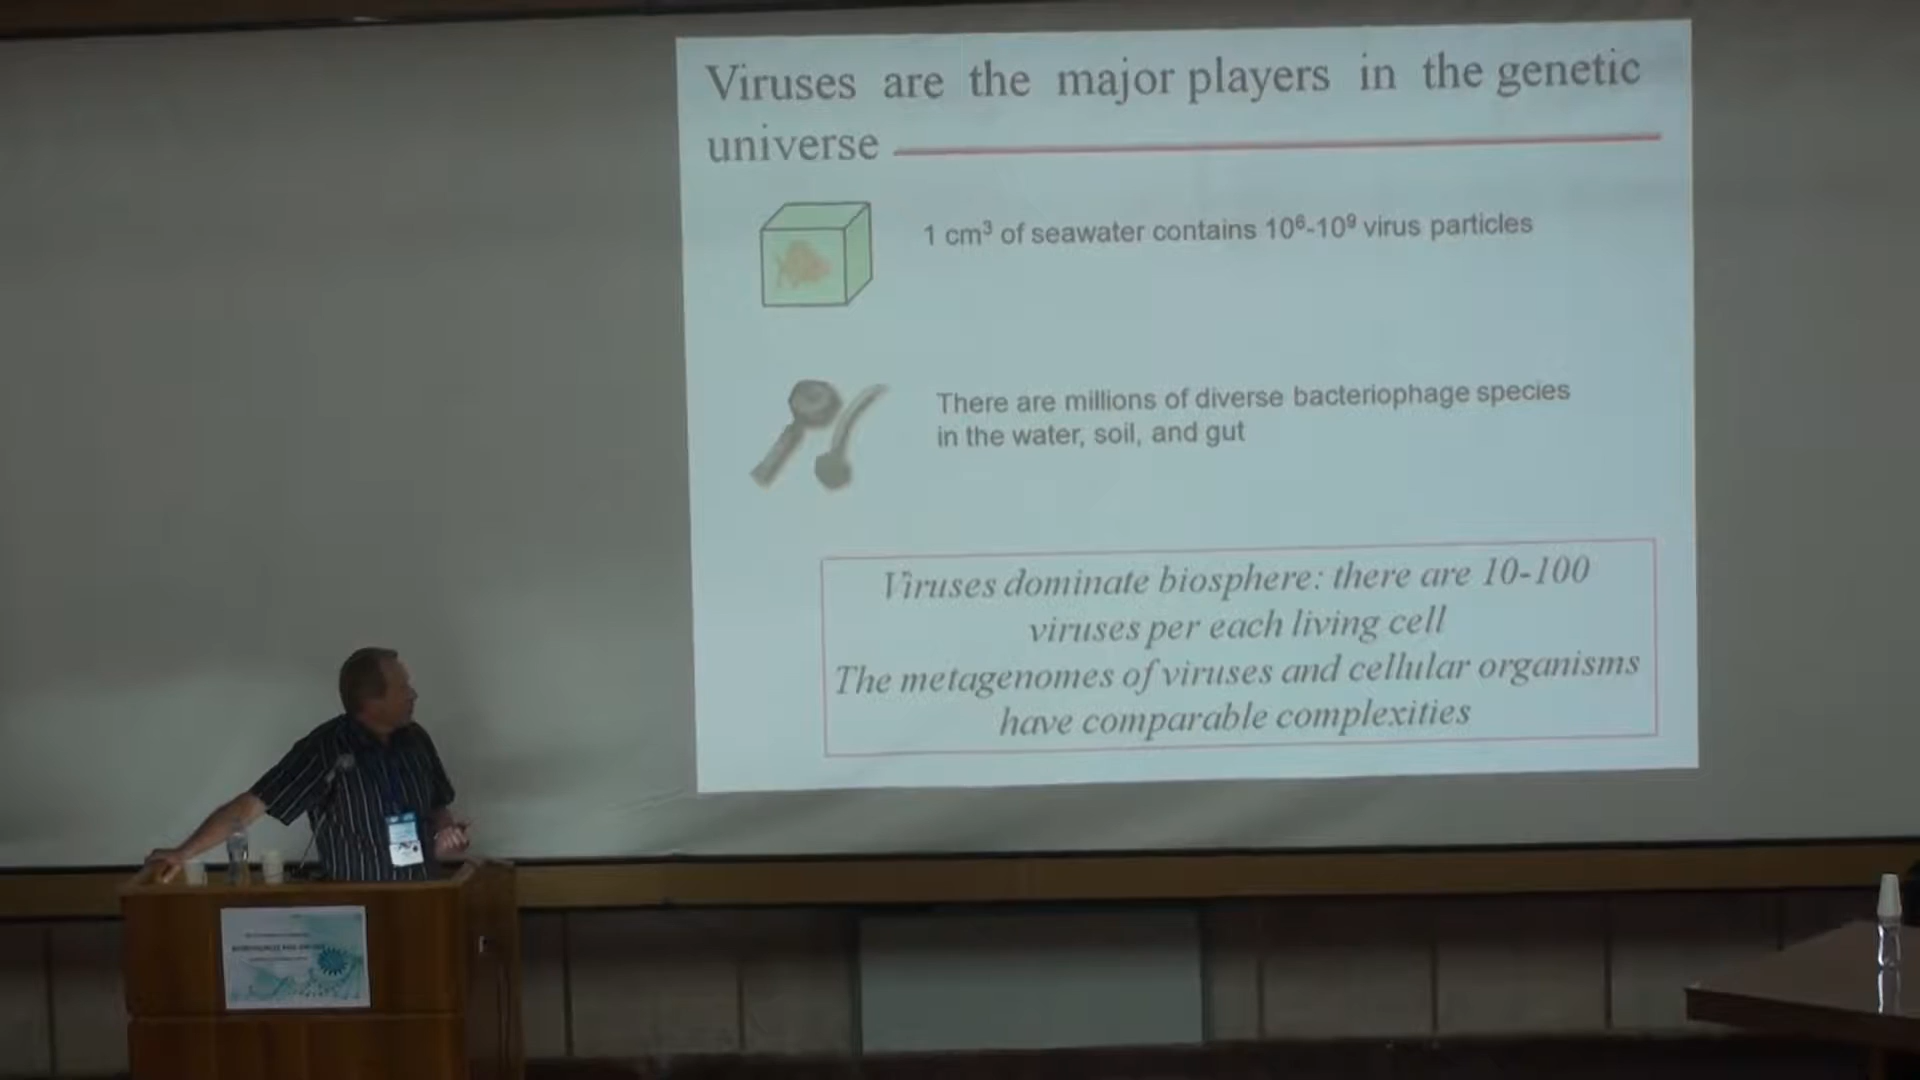 Viruses are the major players in the genetic
universe
1 cm³ of seawater contains 10⁶-10⁹ virus particles
There are millions of diverse bacteriophage species
in the water, soil, and gut
Viruses dominate biosphere: there are 10-100
viruses per each living cell
The metagenomes of viruses and cellular organisms
have comparable complexities